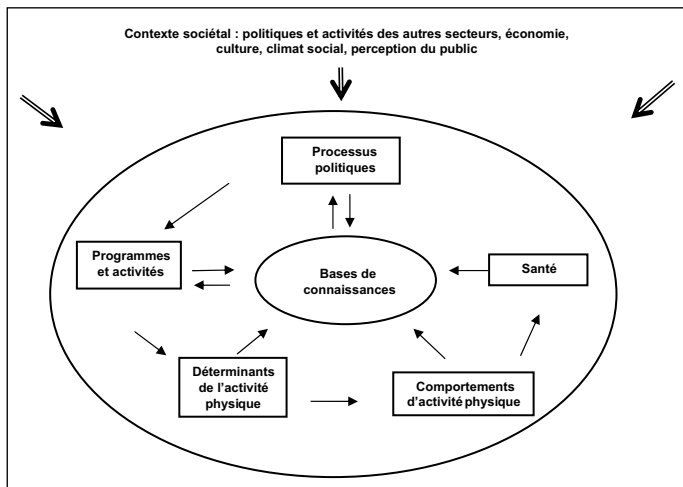 Contexte sociétal : politiques et activités des autres secteurs, économie,
culture, climat social, perception du public
Processus
politiques
Programmes
et activités
Bases de
connaissances
Santé
Déterminants
de l'activité
physique
Comportements
d'activité physique